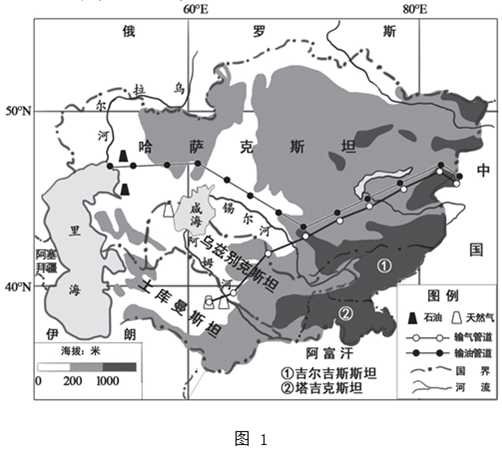 60°E
80°E
俄 罗 斯
乌
拉
尔
河
50°N
哈 萨 克 斯 坦
中
国
里
海
咸
海
锡
尔
河
阿
姆
河
乌兹别克斯坦
阿塞
拜疆
①
40°N
土库曼斯坦
②
伊 朗
阿富汗
图 例
石油 天然气
输气管道
输油管道
国 界
河 流
海拔：米
0 200 1000
①吉尔吉斯斯坦
②塔吉克斯坦
图 1